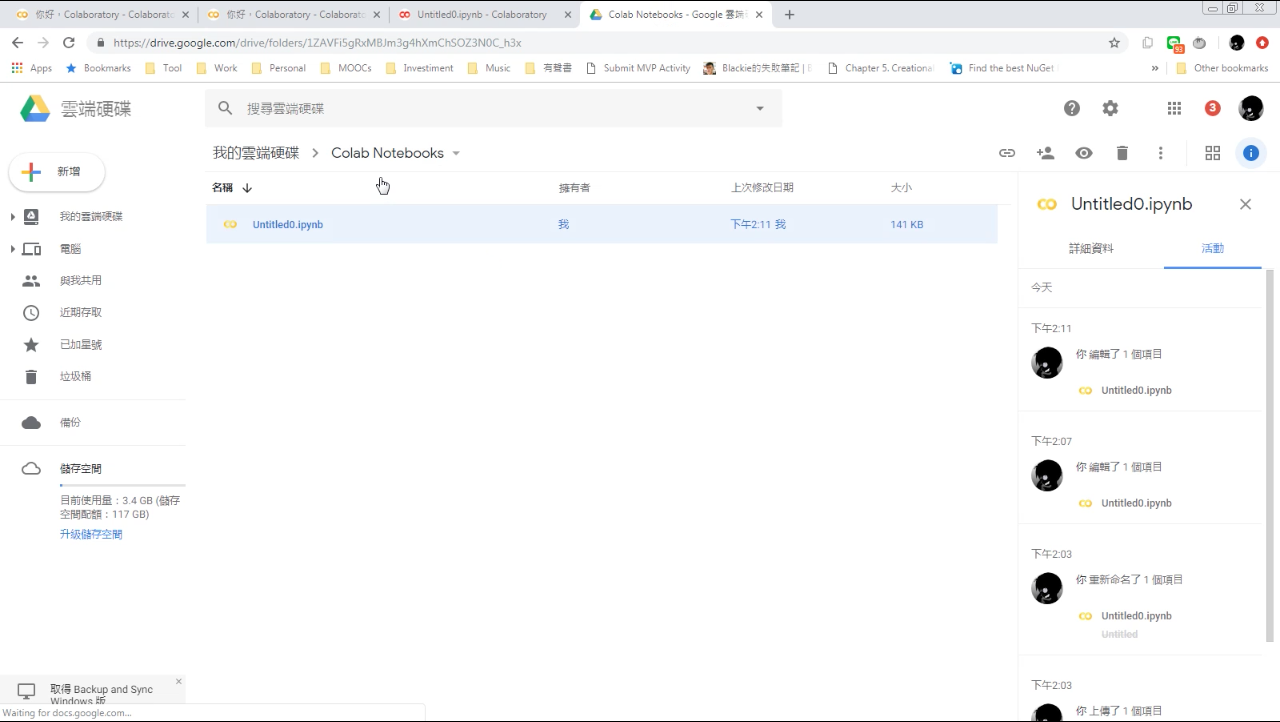 你好，Colaboratory - Colaborato
你好，Colaboratory - Colaborato
Untitled0.ipynb - Colaboratory
Colab Notebooks - Google 雲端
https://drive.google.com/drive/folders/1ZAVFi5gRxMBJm3g4hXmChSOZ3N0C_h3x
93
Apps
Bookmarks
Tool
Work
Personal
MOOCs
Investiment
Music
有聲書
Submit MVP Activity
Blackie的失敗筆記 |
Chapter 5. Creationa
Find the best NuGet
»
Other bookmarks
雲端硬碟
搜尋雲端硬碟
3
我的雲端硬碟 > Colab Notebooks
新增
名稱
擁有者
上次修改日期
大小
Untitled0.ipynb
我
下午2:11 我
141 KB
我的雲端硬碟
電腦
與我共用
近期存取
已加星號
垃圾桶
備份
儲存空間
目前使用量：3.4 GB (儲存
空間配額：117 GB)
升級儲存空間
取得 Backup and Sync
Windows 版
Waiting for docs.google.com...
Untitled0.ipynb
詳細資料
活動
今天
下午2:11
你 編輯了 1 個項目
Untitled0.ipynb
下午2:07
你 編輯了 1 個項目
Untitled0.ipynb
下午2:03
你 重新命名了 1 個項目
Untitled0.ipynb
Untitled
下午2:03
你 上傳了 1 個項目